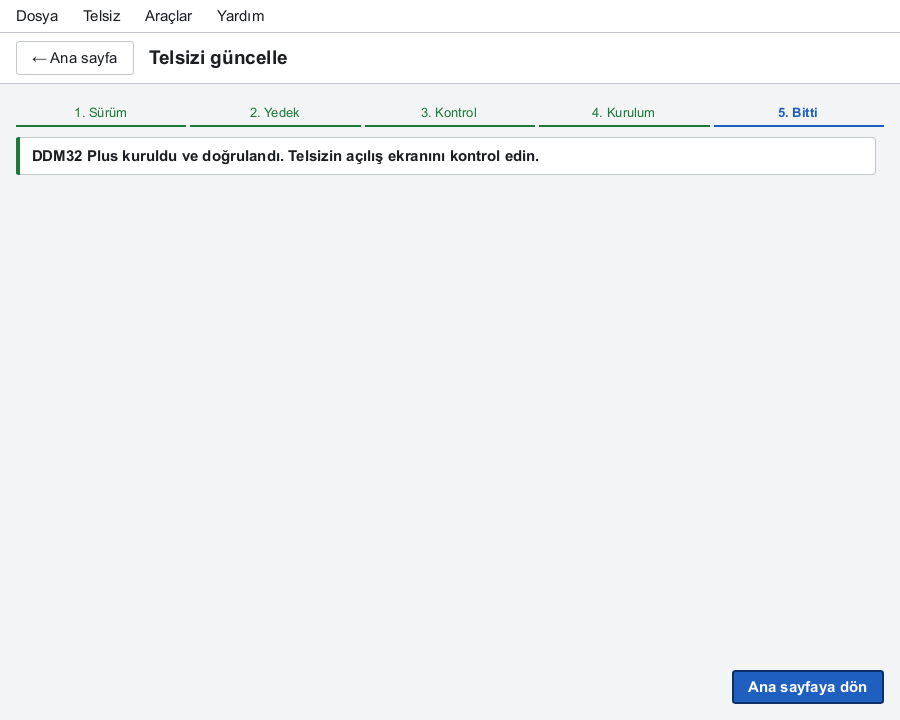 Dosya Telsiz Araçlar Yardım
← Ana sayfa Telsizi güncelle
1. Sürüm 2. Yedek 3. Kontrol 4. Kurulum 5. Bitti
DDM32 Plus kuruldu ve doğrulandı. Telsizin açılış ekranını kontrol edin.
Ana sayfaya dön